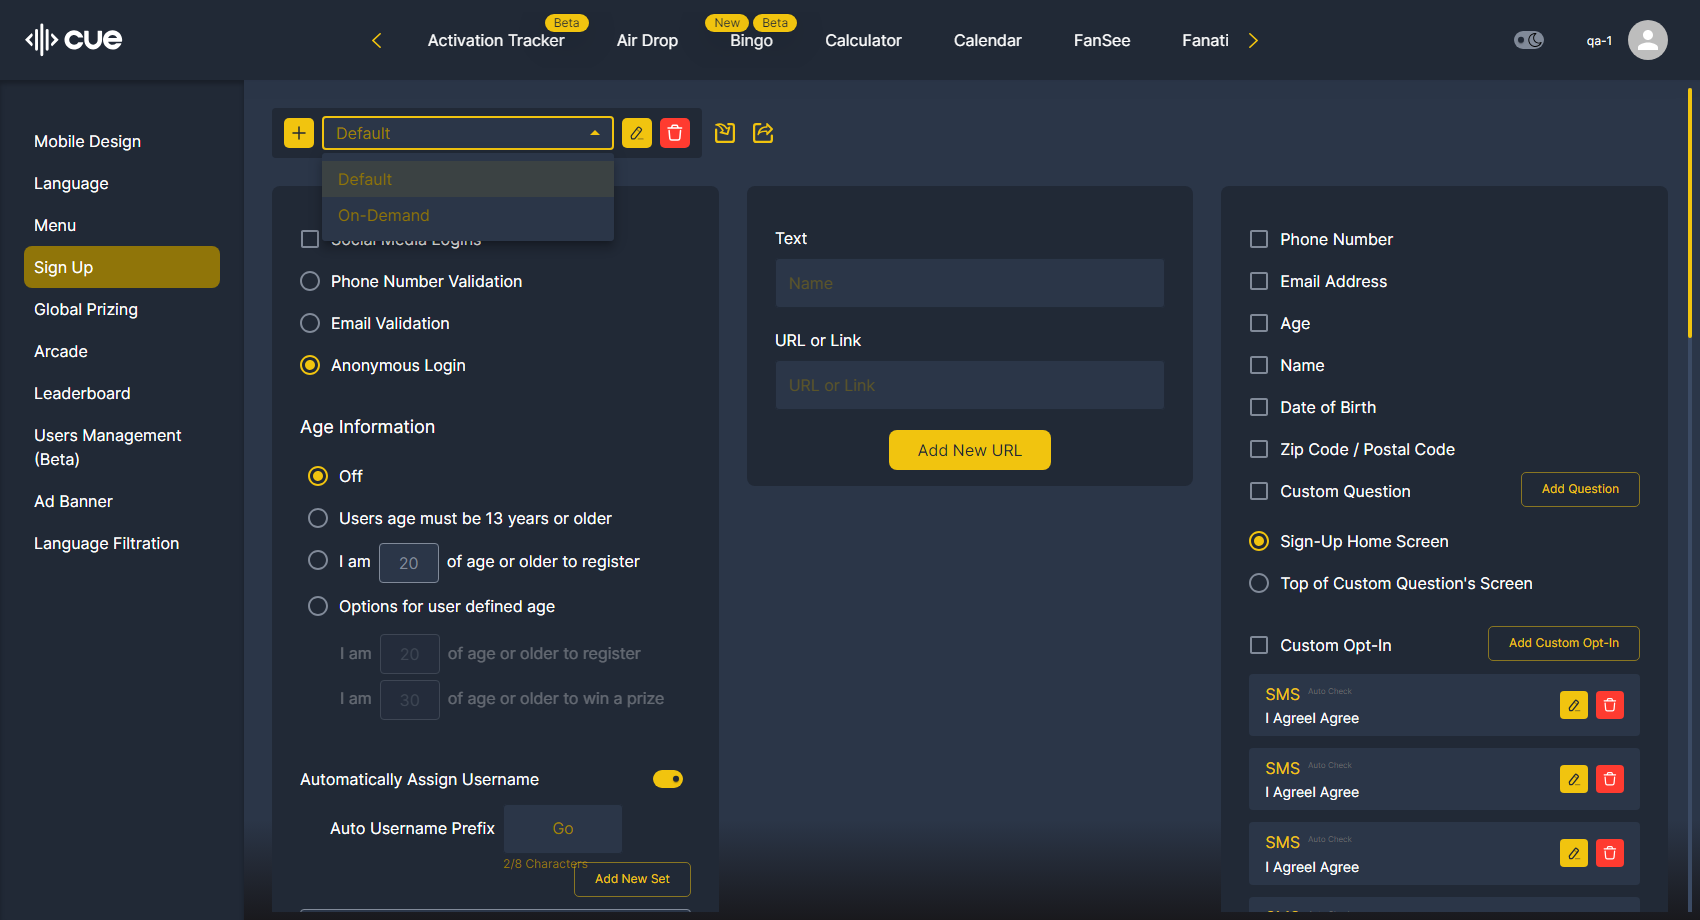 cue
Activation Tracker
Beta
Air Drop
Bingo
New
Beta
Calculator
Calendar
FanSee
Fanati
qa-1
Mobile Design
Language
Menu
Sign Up
Global Prizing
Arcade
Leaderboard
Users Management
(Beta)
Ad Banner
Language Filtration
Default
Default
On-Demand
Social Media Logins
Phone Number Validation
Email Validation
Anonymous Login
Age Information
Off
Users age must be 13 years or older
I am 20 of age or older to register
Options for user defined age
I am 20 of age or older to register
I am 30 of age or older to win a prize
Automatically Assign Username
Auto Username Prefix Go
2/8 Characters
Add New Set
Text
Name
URL or Link
URL or Link
Add New URL
Phone Number
Email Address
Age
Name
Date of Birth
Zip Code / Postal Code
Custom Question
Add Question
Sign-Up Home Screen
Top of Custom Question's Screen
Custom Opt-In
Add Custom Opt-In
SMS Auto Check
I AgreeI Agree
SMS Auto Check
I AgreeI Agree
SMS Auto Check
I AgreeI Agree